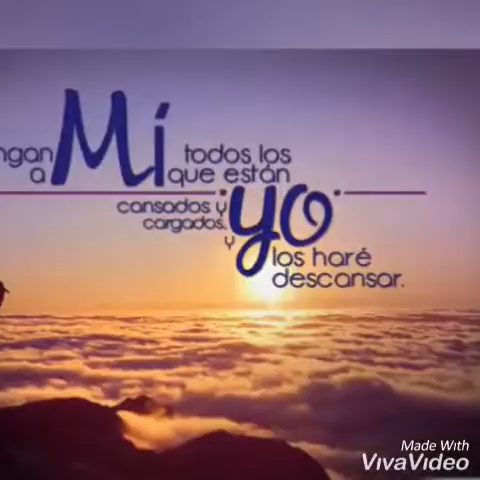 ngan Mí todos los
a que están
cansados y yo
cargados,
y los haré
descansar.
Made With
VivaVideo